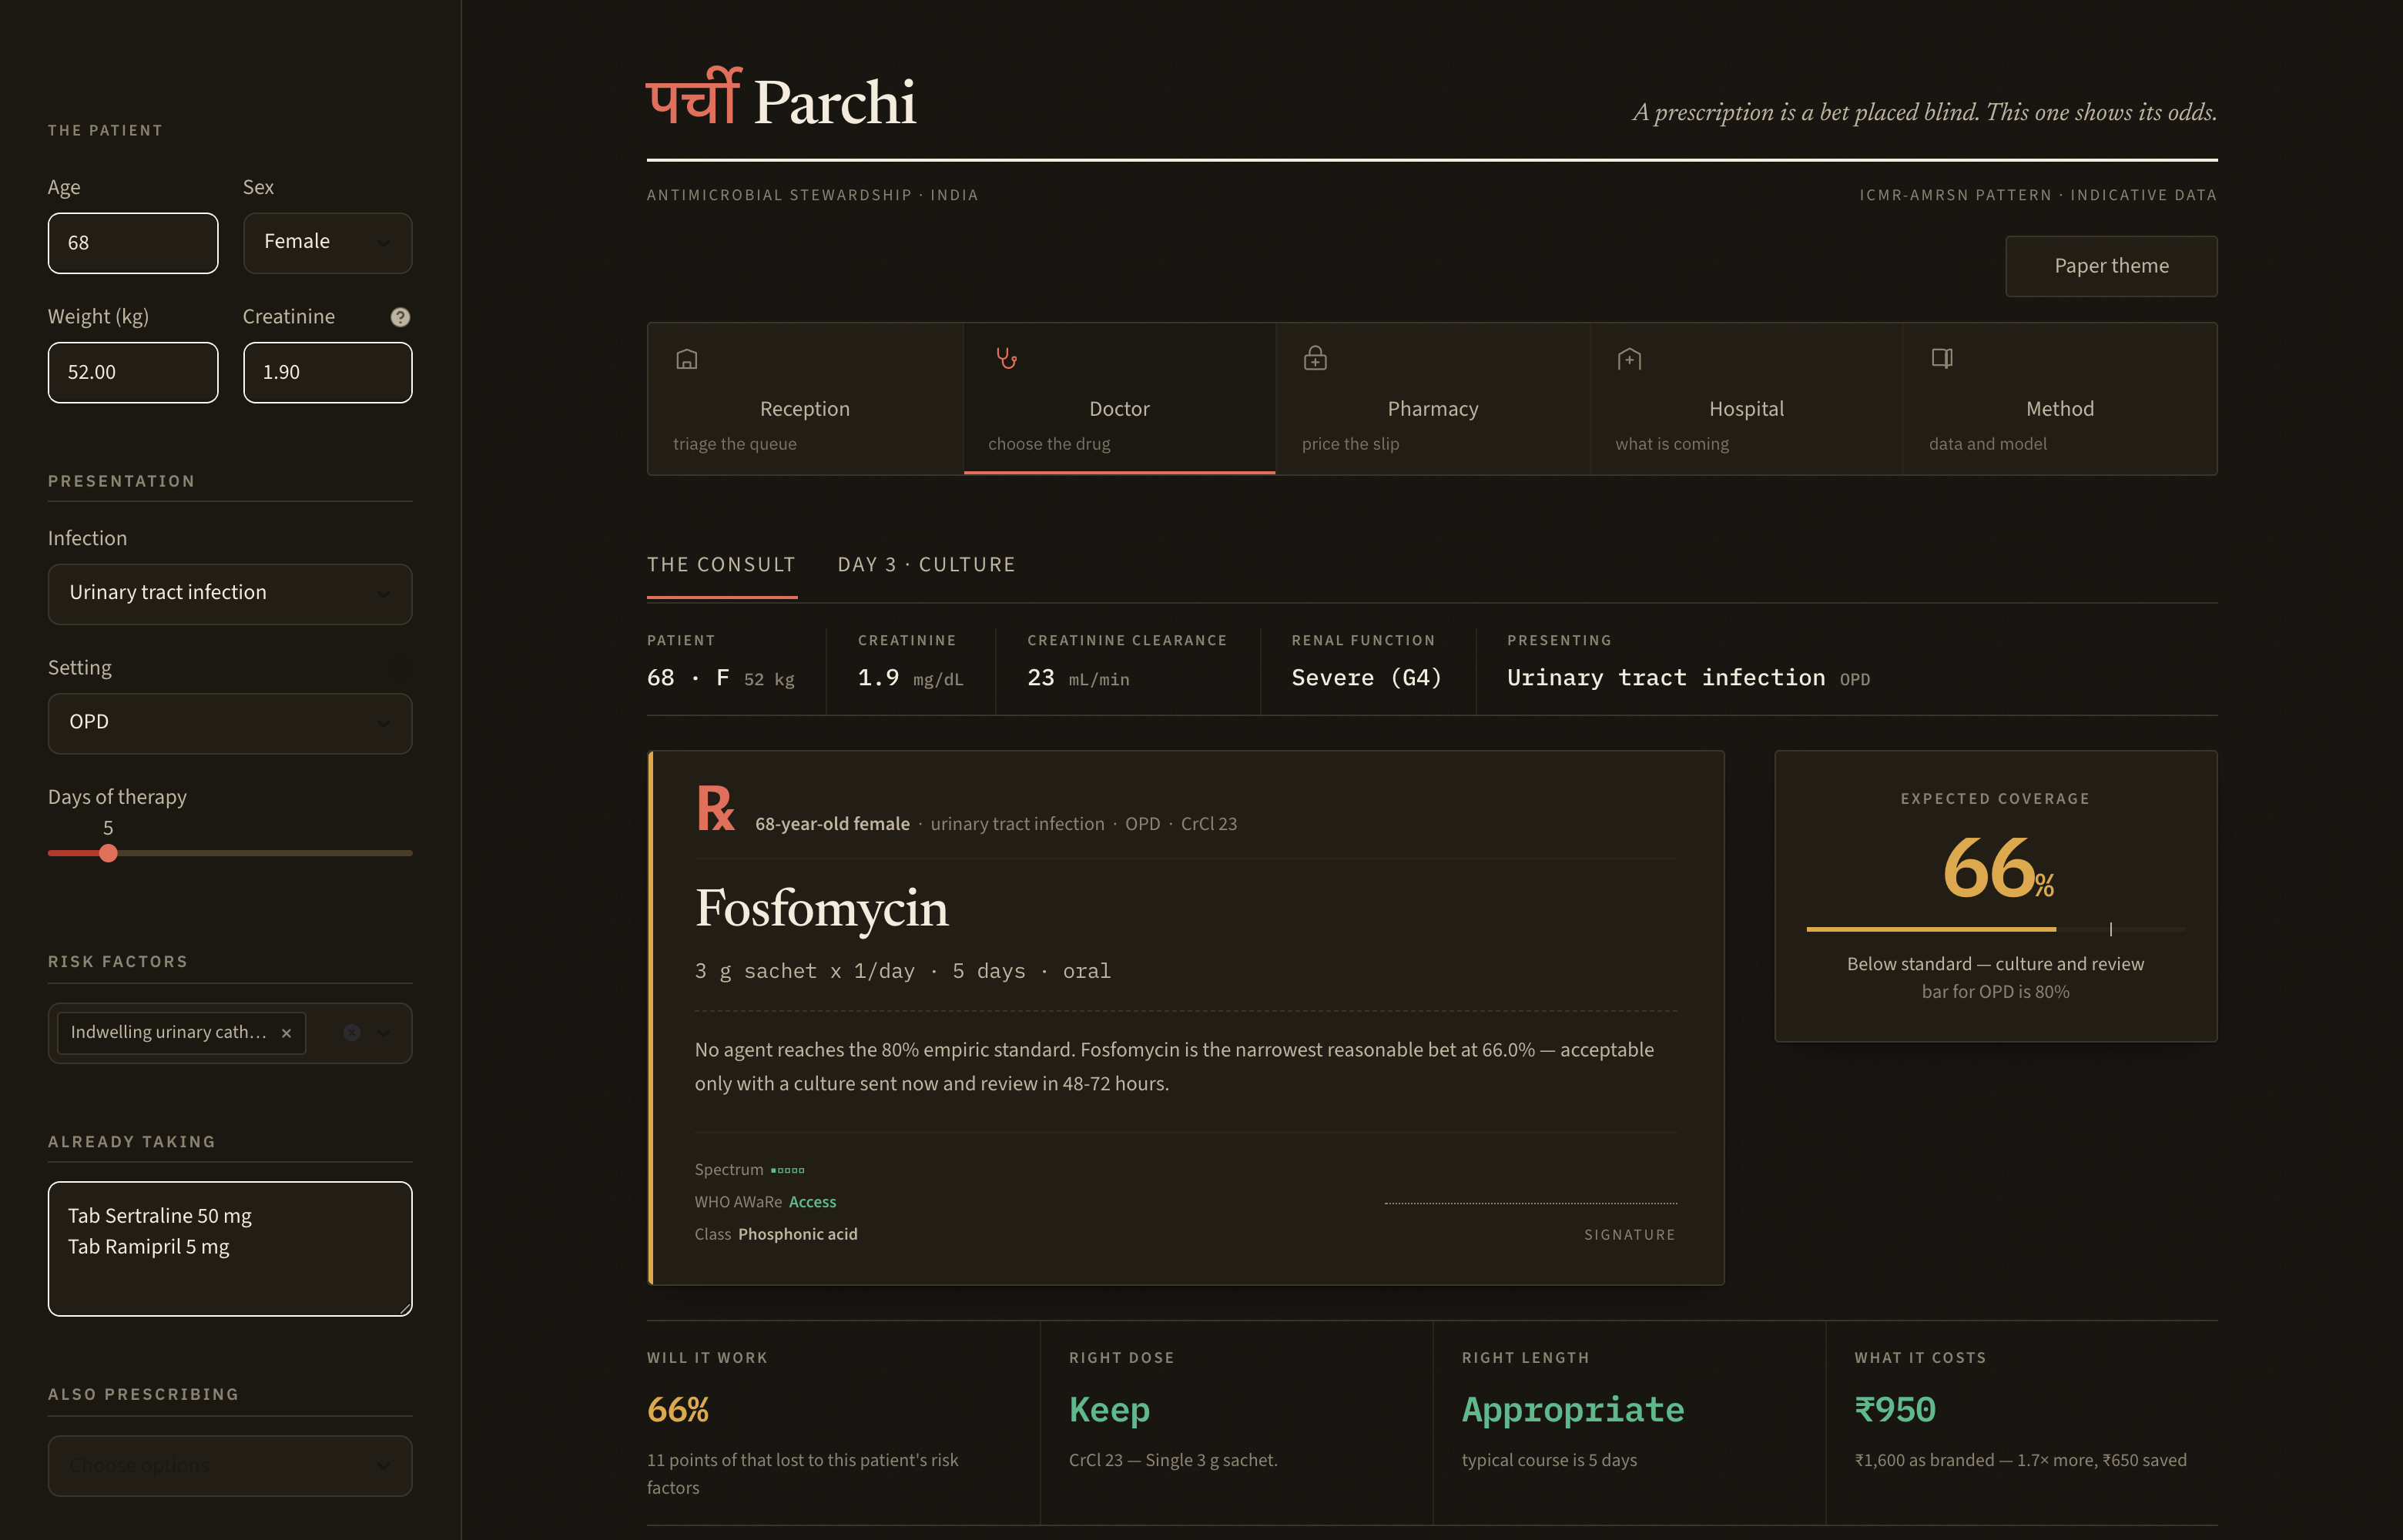 THE PATIENT
Age
Sex
68
Female
Weight (kg)
Creatinine
?
52.00
1.90
PRESENTATION
Infection
Urinary tract infection
Setting
OPD
Days of therapy
5
RISK FACTORS
Indwelling urinary cath… ×
ALREADY TAKING
Tab Sertraline 50 mg
Tab Ramipril 5 mg
ALSO PRESCRIBING
Choose options
पर्ची Parchi
A prescription is a bet placed blind. This one shows its odds.
ANTIMICROBIAL STEWARDSHIP · INDIA
ICMR-AMRSN PATTERN · INDICATIVE DATA
Paper theme
Reception
triage the queue
Doctor
choose the drug
Pharmacy
price the slip
Hospital
what is coming
Method
data and model
THE CONSULT
DAY 3 · CULTURE
PATIENT
68 · F 52 kg
CREATININE
1.9 mg/dL
CREATININE CLEARANCE
23 mL/min
RENAL FUNCTION
Severe (G4)
PRESENTING
Urinary tract infection OPD
℞ 68-year-old female · urinary tract infection · OPD · CrCl 23
Fosfomycin
3 g sachet x 1/day · 5 days · oral
No agent reaches the 80% empiric standard. Fosfomycin is the narrowest reasonable bet at 66.0% — acceptable
only with a culture sent now and review in 48-72 hours.
Spectrum ▪▫▫▫▫
WHO AWaRe Access
Class Phosphonic acid
SIGNATURE
EXPECTED COVERAGE
66%
Below standard — culture and review
bar for OPD is 80%
WILL IT WORK
66%
11 points of that lost to this patient's risk
factors
RIGHT DOSE
Keep
CrCl 23 — Single 3 g sachet.
RIGHT LENGTH
Appropriate
typical course is 5 days
WHAT IT COSTS
₹950
₹1,600 as branded — 1.7× more, ₹650 saved